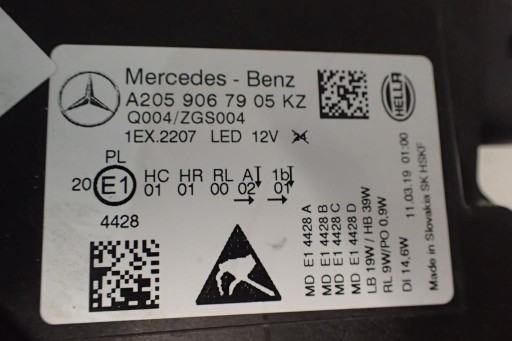 Mercedes - Benz
A205 906 79 05 KZ
Q004/ZGS004
1EX.2207 LED 12V 24
HELLA
PL
20 E1 HC HR RL A 1b
01 01 00 02 01
4428
MD E1 4428 A
MD E1 4428 B
MD E1 4428 C
MD E1 4428 D
LB 19W / HB 39W
RL 9W/PO 0,9W
DI 14,6W
11.03.19 01:00
Made in Slovakia SK HSKF